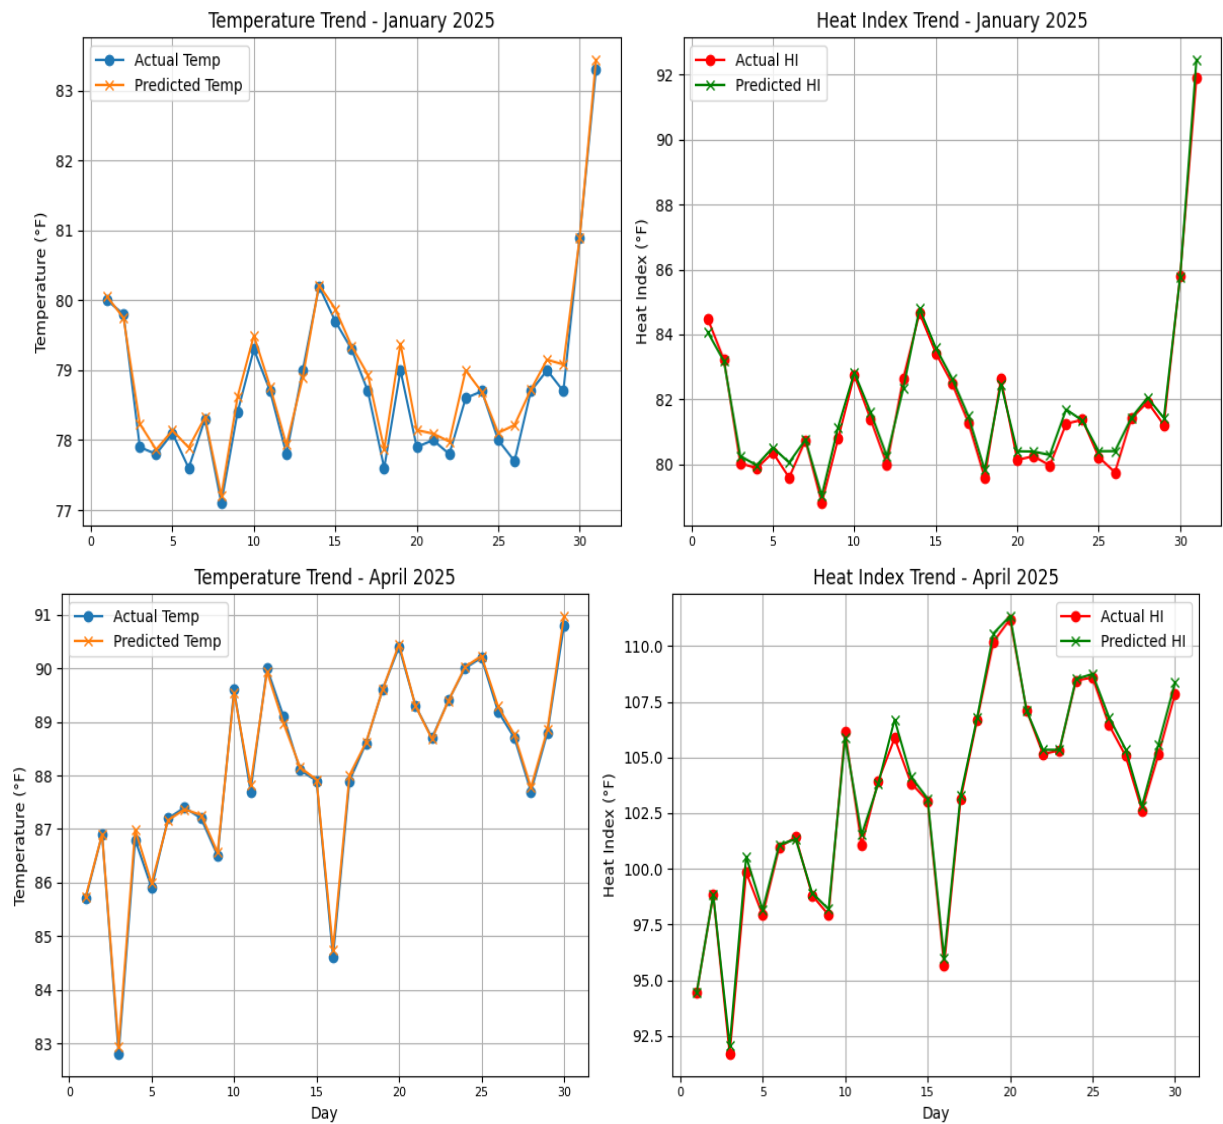 Temperature Trend - January 2025
Actual Temp
Predicted Temp
Temperature (°F)
83
82
81
80
79
78
77
0 5 10 15 20 25 30
Heat Index Trend - January 2025
Actual HI
Predicted HI
Heat Index (°F)
92
90
88
86
84
82
80
0 5 10 15 20 25 30
Temperature Trend - April 2025
Actual Temp
Predicted Temp
Temperature (°F)
91
90
89
88
87
86
85
84
83
0 5 10 15 20 25 30
Day
Heat Index Trend - April 2025
Actual HI
Predicted HI
Heat Index (°F)
110.0
107.5
105.0
102.5
100.0
97.5
95.0
92.5
0 5 10 15 20 25 30
Day